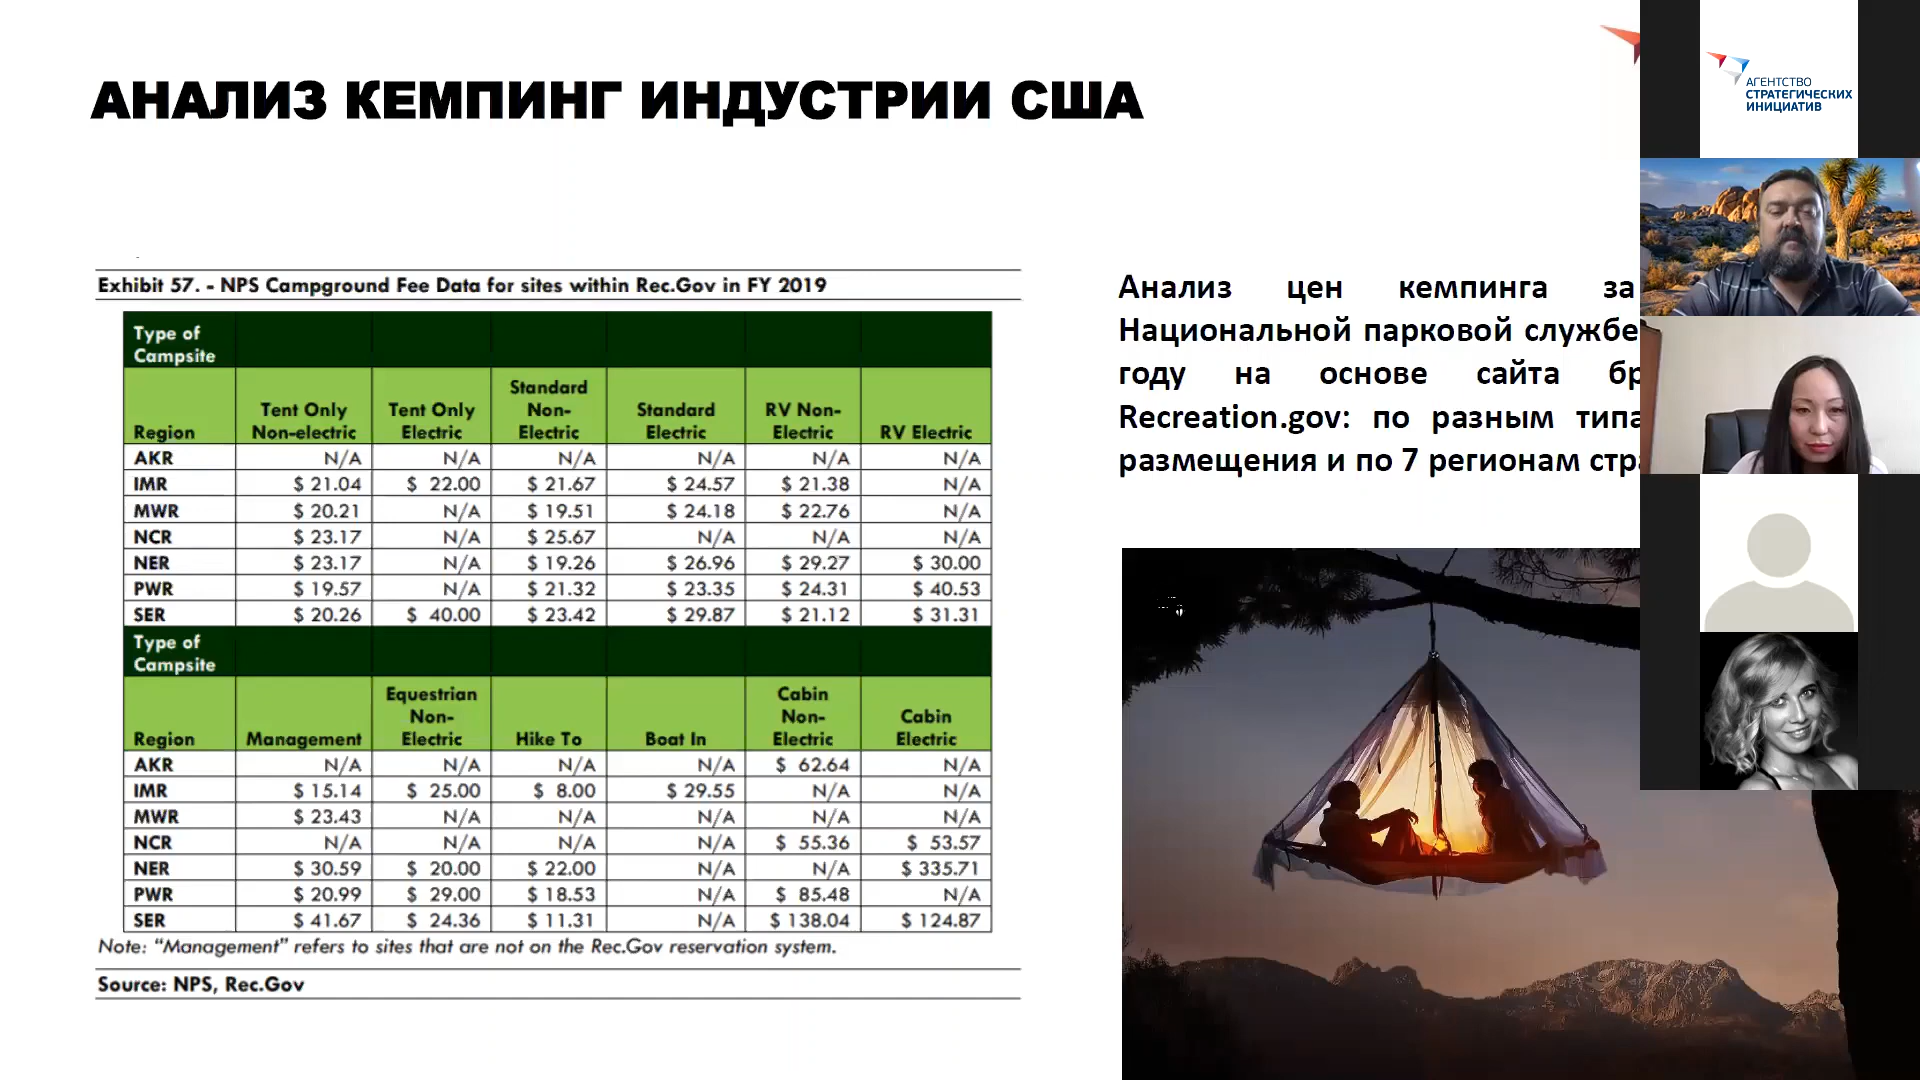 АНАЛИЗ КЕМПИНГ ИНДУСТРИИ США
АГЕНТСТВО
СТРАТЕГИЧЕСКИХ
ИНИЦИАТИВ
Exhibit 57. - NPS Campground Fee Data for sites within Rec.Gov in FY 2019
Type of
Campsite
Region Tent Only Non-electric Tent Only Electric Standard Non-Electric Standard Electric RV Non-Electric RV Electric
AKR N/A N/A N/A N/A N/A N/A
IMR $ 21.04 $ 22.00 $ 21.67 $ 24.57 $ 21.38 N/A
MWR $ 20.21 N/A $ 19.51 $ 24.18 $ 22.76 N/A
NCR $ 23.17 N/A $ 25.67 N/A N/A N/A
NER $ 23.17 N/A $ 19.26 $ 26.96 $ 29.27 $ 30.00
PWR $ 19.57 N/A $ 21.32 $ 23.35 $ 24.31 $ 40.53
SER $ 20.26 $ 40.00 $ 23.42 $ 29.87 $ 21.12 $ 31.31
Type of
Campsite
Region Management Equestrian Non-Electric Hike To Boat In Cabin Non-Electric Cabin Electric
AKR N/A N/A N/A N/A $ 62.64 N/A
IMR $ 15.14 $ 25.00 $ 8.00 $ 29.55 N/A N/A
MWR $ 23.43 N/A N/A N/A N/A N/A
NCR N/A N/A N/A N/A $ 55.36 $ 53.57
NER $ 30.59 $ 20.00 $ 22.00 N/A N/A $ 335.71
PWR $ 20.99 $ 29.00 $ 18.53 N/A $ 85.48 N/A
SER $ 41.67 $ 24.36 $ 11.31 N/A $ 138.04 $ 124.87
Note: “Management” refers to sites that are not on the Rec.Gov reservation system.
Source: NPS, Rec.Gov
Анализ цен кемпинга за
Национальной парковой службе
году на основе сайта
Recreation.gov: по разным
размещения и по 7 регионам